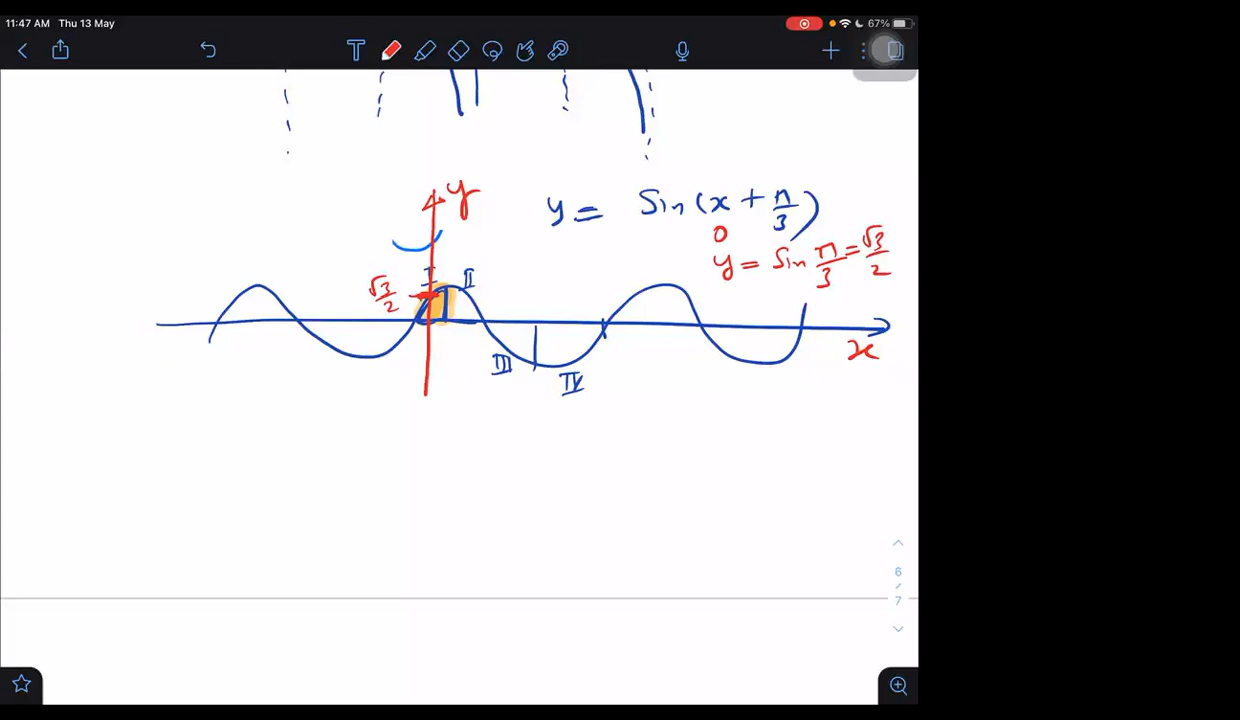 11:47 AM Thu 13 May
67%
T
y
y = Sin(x + π/3)
0
y = Sin π/3 = √3/2
I
II
√3/2
III
IV
x
6
/
7